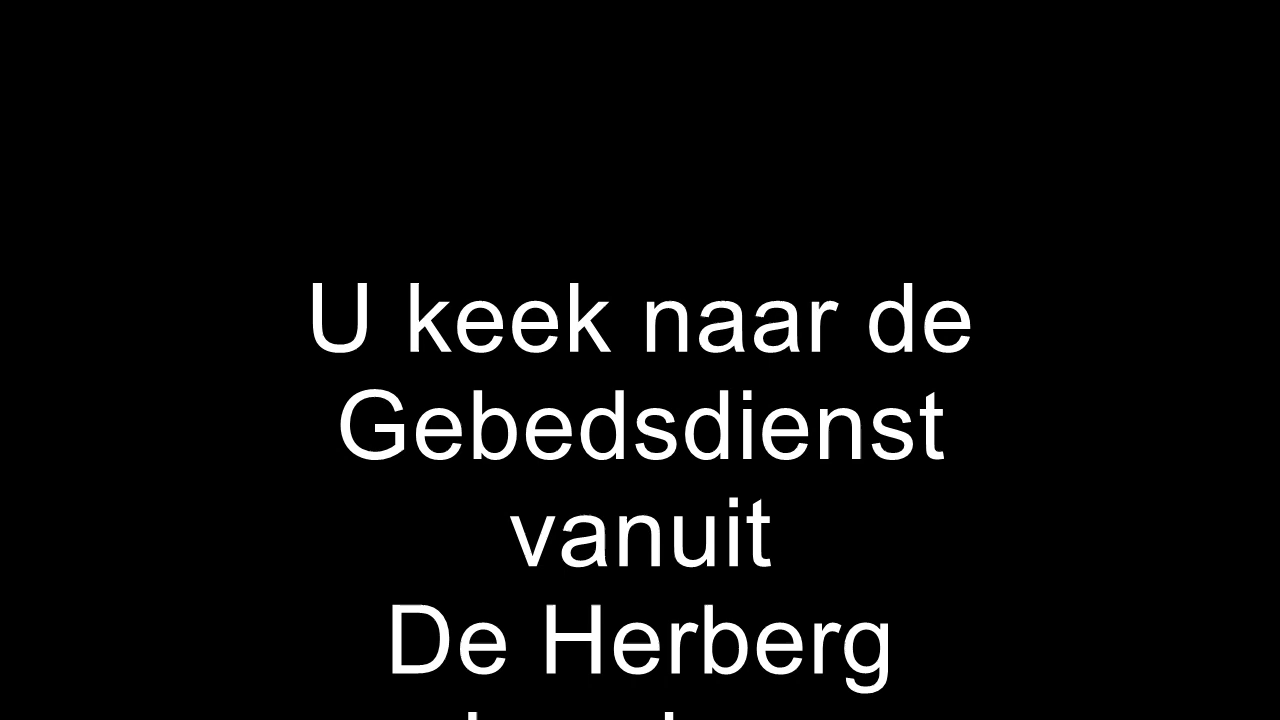 U keek naar de
Gebedsdienst
vanuit
De Herberg